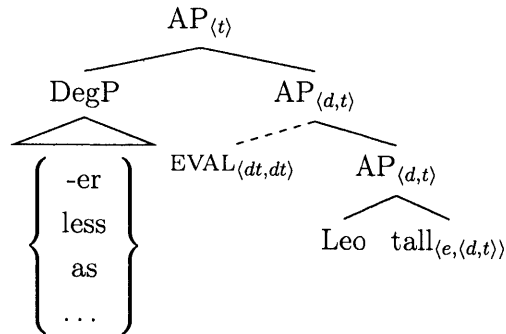 AP⟨t⟩
DegP AP⟨d,t⟩
EVAL⟨dt,dt⟩ AP⟨d,t⟩
-er
less
as
...
Leo tall⟨e,⟨d,t⟩⟩